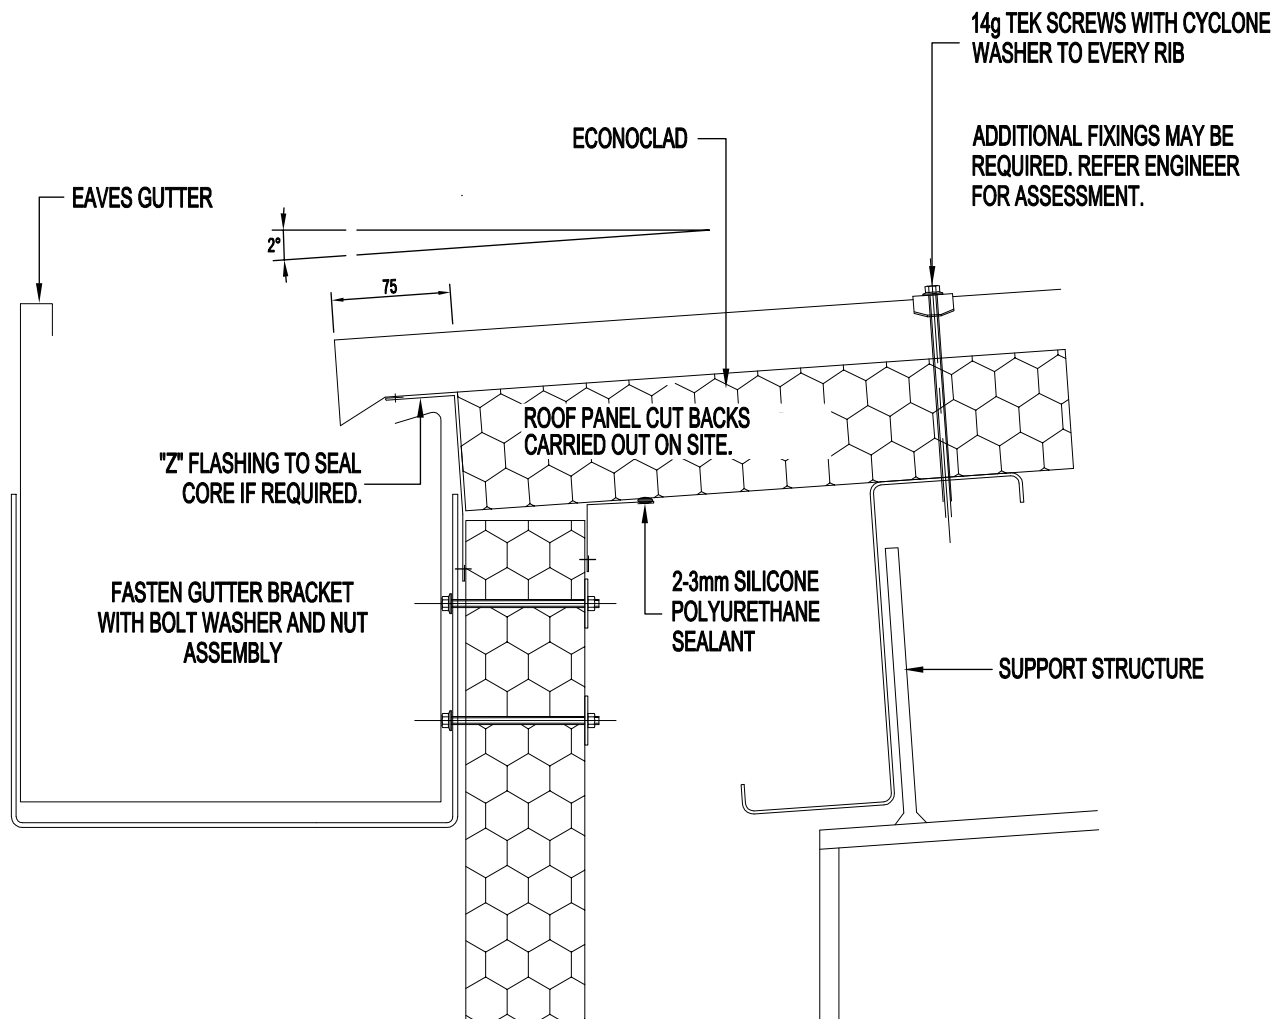 14g TEK SCREWS WITH CYCLONE
WASHER TO EVERY RIB
ADDITIONAL FIXINGS MAY BE
REQUIRED. REFER ENGINEER
FOR ASSESSMENT.
ECONOCLAD
EAVES GUTTER
2°
75
ROOF PANEL CUT BACKS
CARRIED OUT ON SITE.
"Z" FLASHING TO SEAL
CORE IF REQUIRED.
FASTEN GUTTER BRACKET
WITH BOLT WASHER AND NUT
ASSEMBLY
2-3mm SILICONE
POLYURETHANE
SEALANT
SUPPORT STRUCTURE